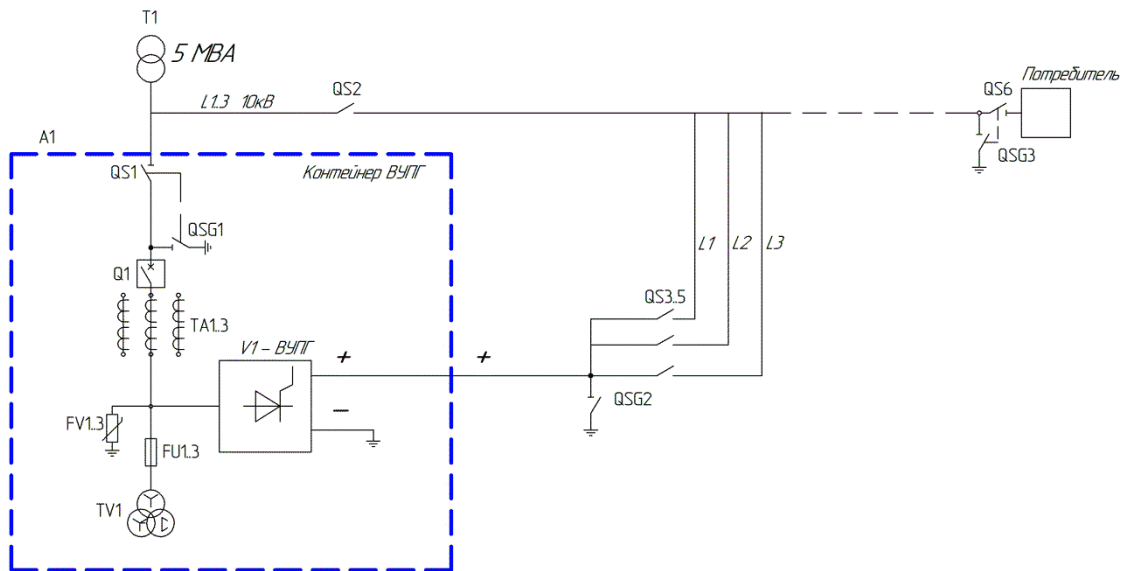 T1
5 МВА
L1.3 10кВ
QS2
QS6
Потребитель
QSG3
A1
Контейнер ВУПГ
QS1
QSG1
Q1
TA1..3
L1
L2
L3
QS3..5
V1 - ВУПГ
+
+
–
QSG2
FV1..3
FU1..3
TV1